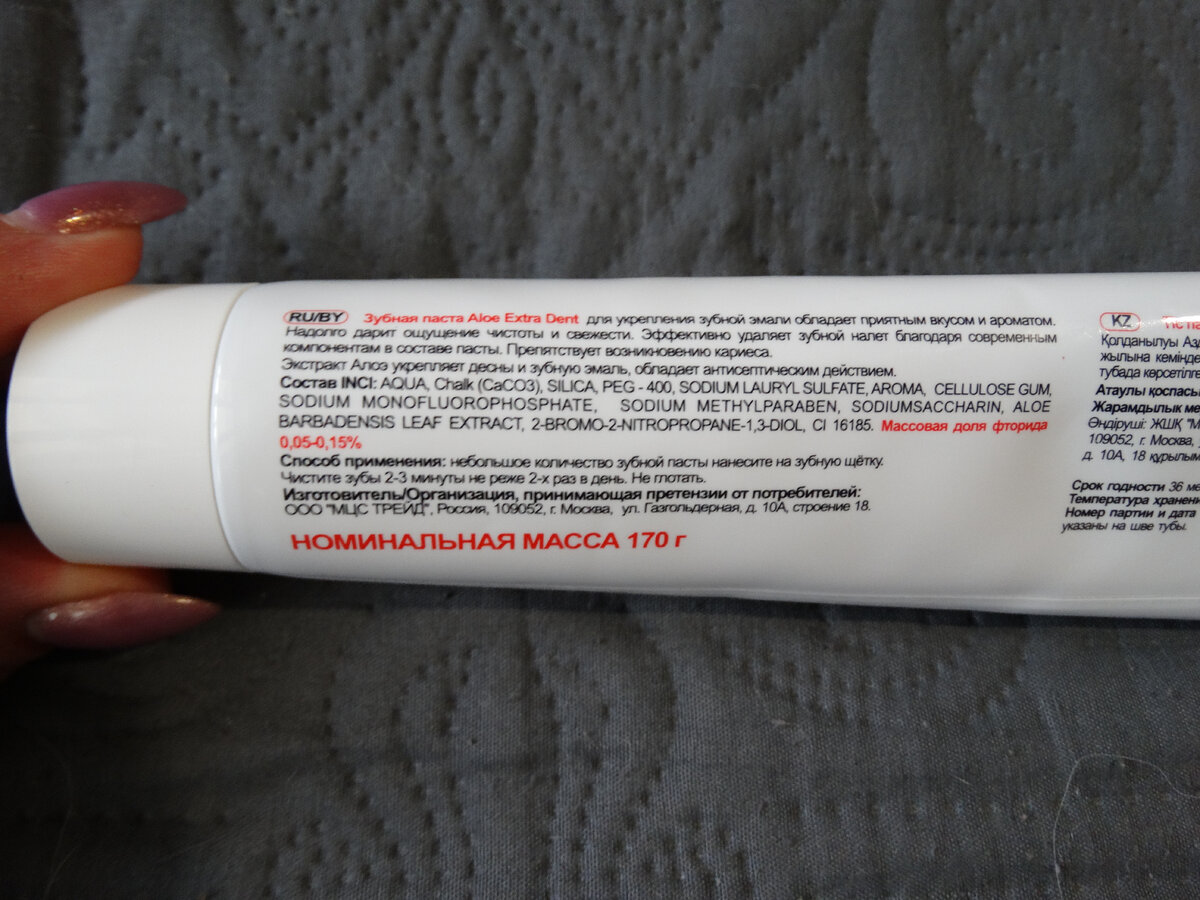 RU/BY Зубная паста Aloe Extra Dent для укрепления зубной эмали обладает приятным вкусом и ароматом.
Надолго дарит ощущение чистоты и свежести. Эффективно удаляет зубной налет благодаря современным
компонентам в составе пасты. Препятствует возникновению кариеса.
Экстракт Алоэ укрепляет десны и зубную эмаль, обладает антисептическим действием.
Состав INCI: AQUA, Chalk (CaCO3), SILICA, PEG - 400, SODIUM LAURYL SULFATE, AROMA, CELLULOSE GUM,
SODIUM MONOFLUOROPHOSPHATE, SODIUM METHYLPARABEN, SODIUMSACCHARIN, ALOE
BARBADENSIS LEAF EXTRACT, 2-BROMO-2-NITROPROPANE-1,3-DIOL, CI 16185. Массовая доля фторида
0,05-0,15%
Способ применения: небольшое количество зубной пасты нанесите на зубную щётку.
Чистите зубы 2-3 минуты не реже 2-х раз в день. Не глотать.
Изготовитель/Организация, принимающая претензии от потребителей:
ООО "МЦС ТРЕЙД", Россия, 109052, г. Москва, ул. Газгольдерная, д. 10А, строение 18.
НОМИНАЛЬНАЯ МАССА 170 г
KZ
Қолданылуы
жылына кемінде
тубада
Атаулы
Жарамдылық
Өндіруші: ЖШҚ
109052, г. Москва,
д. 10А, 18
Срок годности 36
Температура
Номер партии и дата
указаны на шве тубы.